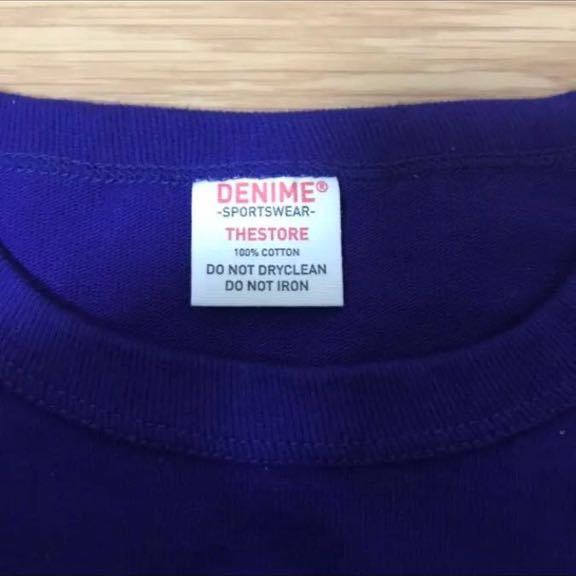 DENIME®
-SPORTSWEAR-
THESTORE
100% COTTON
DO NOT DRYCLEAN
DO NOT IRON